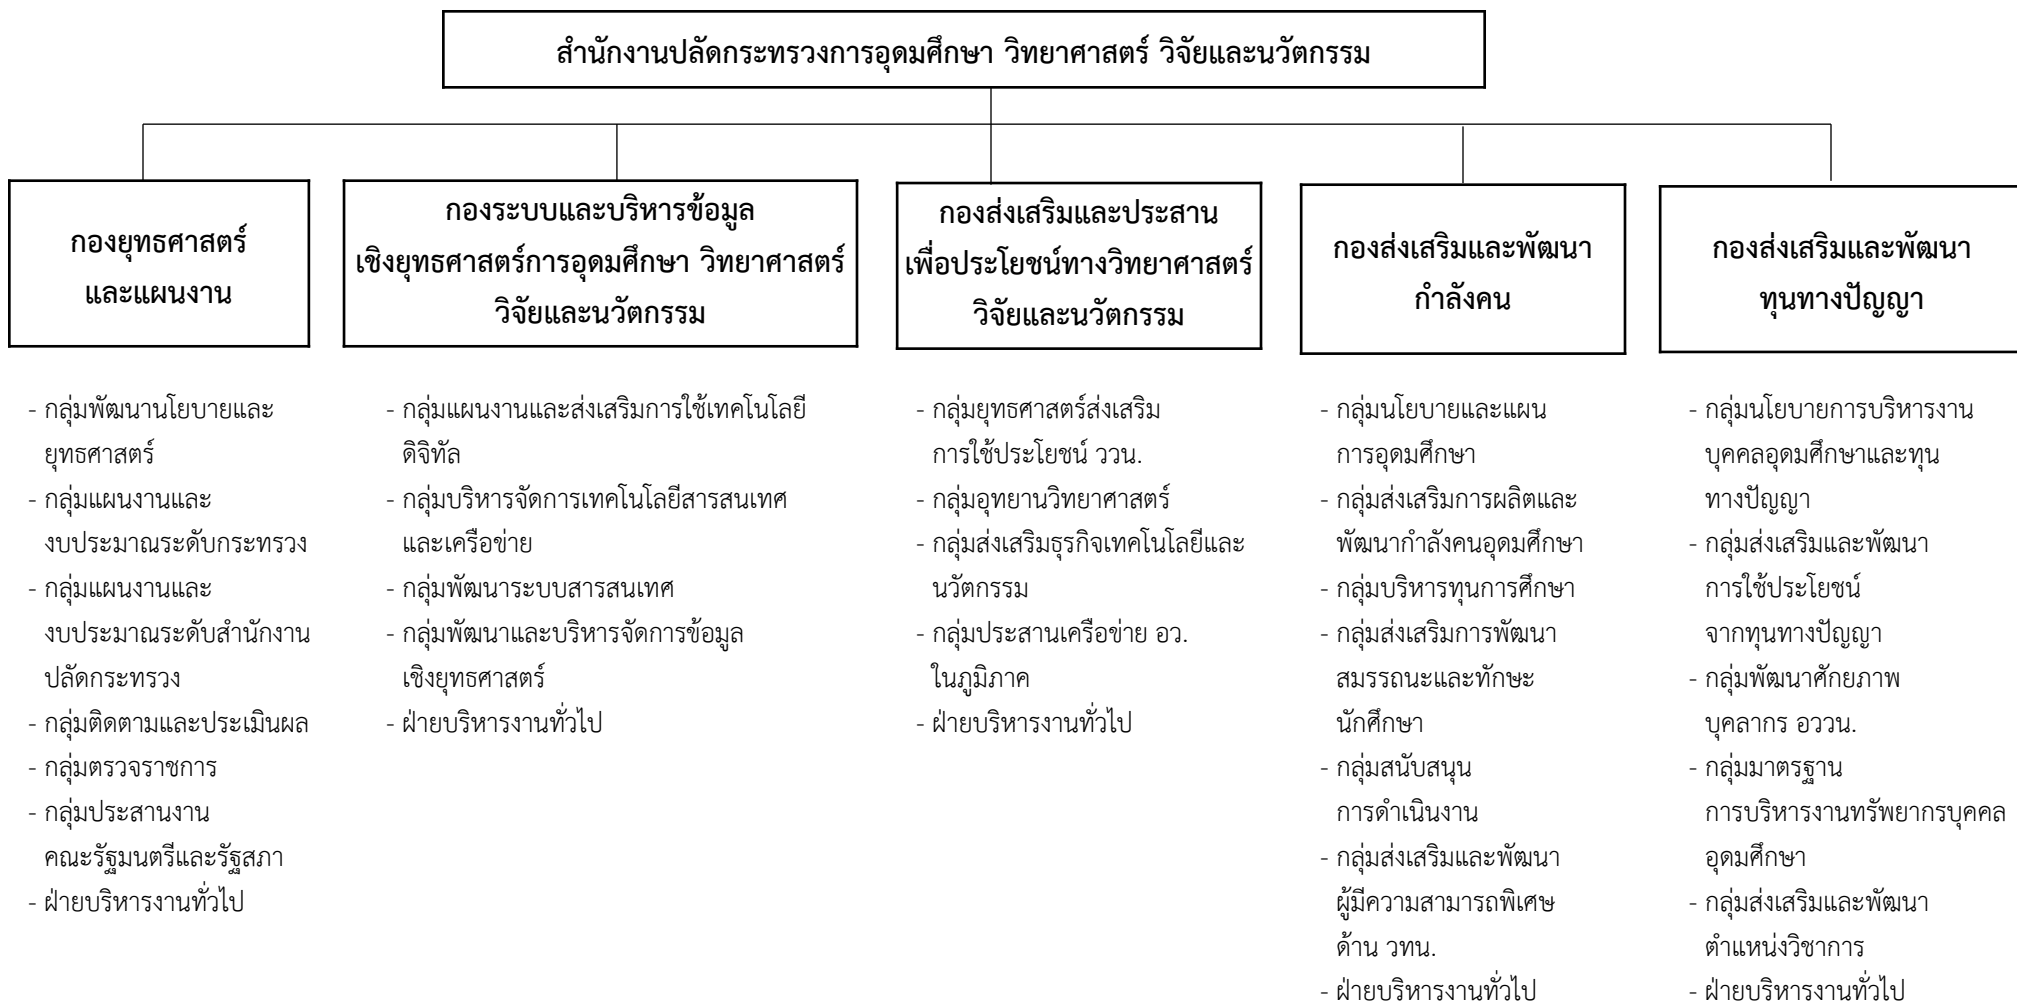 สำนักงานปลัดกระทรวงการอุดมศึกษา วิทยาศาสตร์ วิจัยและนวัตกรรม
กองยุทธศาสตร์
และแผนงาน
กองระบบและบริหารข้อมูล
เชิงยุทธศาสตร์การอุดมศึกษา วิทยาศาสตร์
วิจัยและนวัตกรรม
กองส่งเสริมและประสาน
เพื่อประโยชน์ทางวิทยาศาสตร์
วิจัยและนวัตกรรม
กองส่งเสริมและพัฒนา
กำลังคน
กองส่งเสริมและพัฒนา
ทุนทางปัญญา
- กลุ่มพัฒนานโยบายและ
ยุทธศาสตร์
- กลุ่มแผนงานและ
งบประมาณระดับกระทรวง
- กลุ่มแผนงานและ
งบประมาณระดับสำนักงาน
ปลัดกระทรวง
- กลุ่มติดตามและประเมินผล
- กลุ่มตรวจราชการ
- กลุ่มประสานงาน
คณะรัฐมนตรีและรัฐสภา
- ฝ่ายบริหารงานทั่วไป
- กลุ่มแผนงานและส่งเสริมการใช้เทคโนโลยี
ดิจิทัล
- กลุ่มบริหารจัดการเทคโนโลยีสารสนเทศ
และเครือข่าย
- กลุ่มพัฒนาระบบสารสนเทศ
- กลุ่มพัฒนาและบริหารจัดการข้อมูล
เชิงยุทธศาสตร์
- ฝ่ายบริหารงานทั่วไป
- กลุ่มยุทธศาสตร์ส่งเสริม
การใช้ประโยชน์ ววน.
- กลุ่มอุทยานวิทยาศาสตร์
- กลุ่มส่งเสริมธุรกิจเทคโนโลยีและ
นวัตกรรม
- กลุ่มประสานเครือข่าย อว.
ในภูมิภาค
- ฝ่ายบริหารงานทั่วไป
- กลุ่มนโยบายและแผน
การอุดมศึกษา
- กลุ่มส่งเสริมการผลิตและ
พัฒนากำลังคนอุดมศึกษา
- กลุ่มบริหารทุนการศึกษา
- กลุ่มส่งเสริมการพัฒนา
สมรรถนะและทักษะ
นักศึกษา
- กลุ่มสนับสนุน
การดำเนินงาน
- กลุ่มส่งเสริมและพัฒนา
ผู้มีความสามารถพิเศษ
ด้าน วทน.
- ฝ่ายบริหารงานทั่วไป
- กลุ่มนโยบายการบริหารงาน
บุคคลอุดมศึกษาและทุน
ทางปัญญา
- กลุ่มส่งเสริมและพัฒนา
การใช้ประโยชน์
จากทุนทางปัญญา
- กลุ่มพัฒนาศักยภาพ
บุคลากร อววน.
- กลุ่มมาตรฐาน
การบริหารงานทรัพยากรบุคคล
อุดมศึกษา
- กลุ่มส่งเสริมและพัฒนา
ตำแหน่งวิชาการ
- ฝ่ายบริหารงานทั่วไป